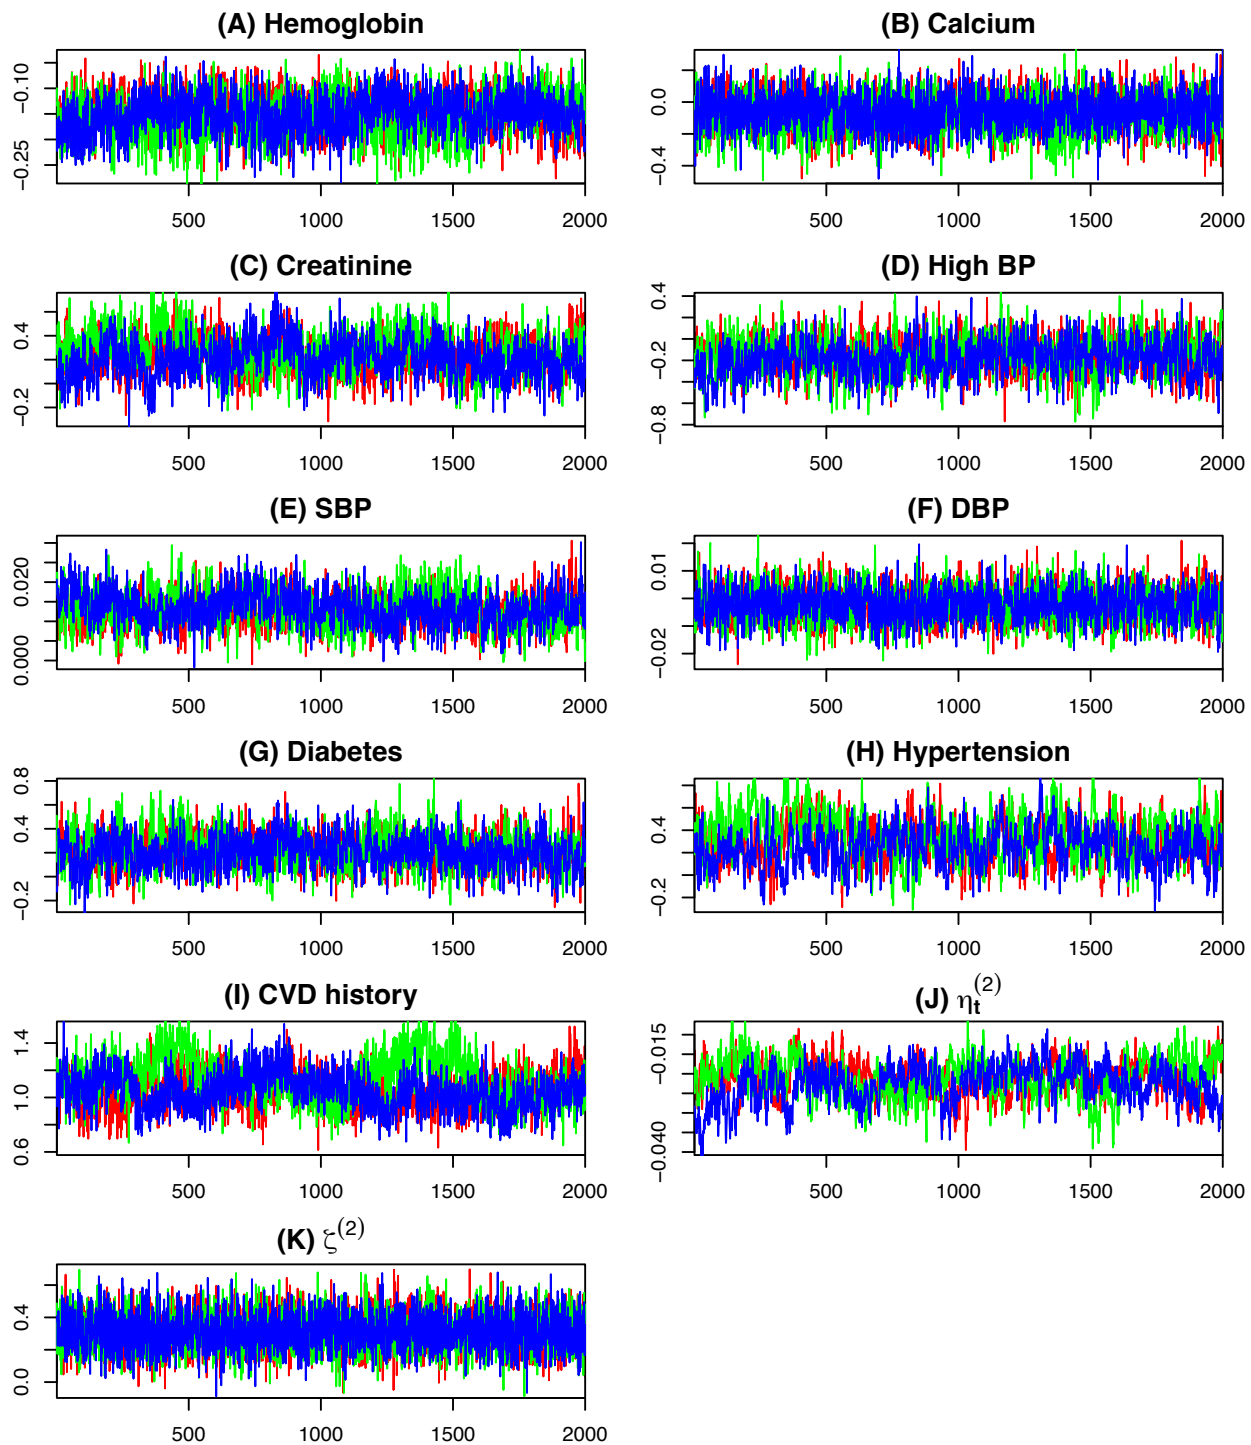 (A) Hemoglobin
−0.10
−0.25
500 1000 1500 2000
(B) Calcium
0.0
−0.4
500 1000 1500 2000
(C) Creatinine
0.4
−0.2
500 1000 1500 2000
(D) High BP
0.4
−0.2
−0.8
500 1000 1500 2000
(E) SBP
0.020
0.000
500 1000 1500 2000
(F) DBP
0.01
−0.02
500 1000 1500 2000
(G) Diabetes
0.8
0.4
−0.2
500 1000 1500 2000
(H) Hypertension
0.4
−0.2
500 1000 1500 2000
(I) CVD history
1.4
1.0
0.6
500 1000 1500 2000
(J) ηt(2)
−0.015
−0.040
500 1000 1500 2000
(K) ζ(2)
0.4
0.0
500 1000 1500 2000